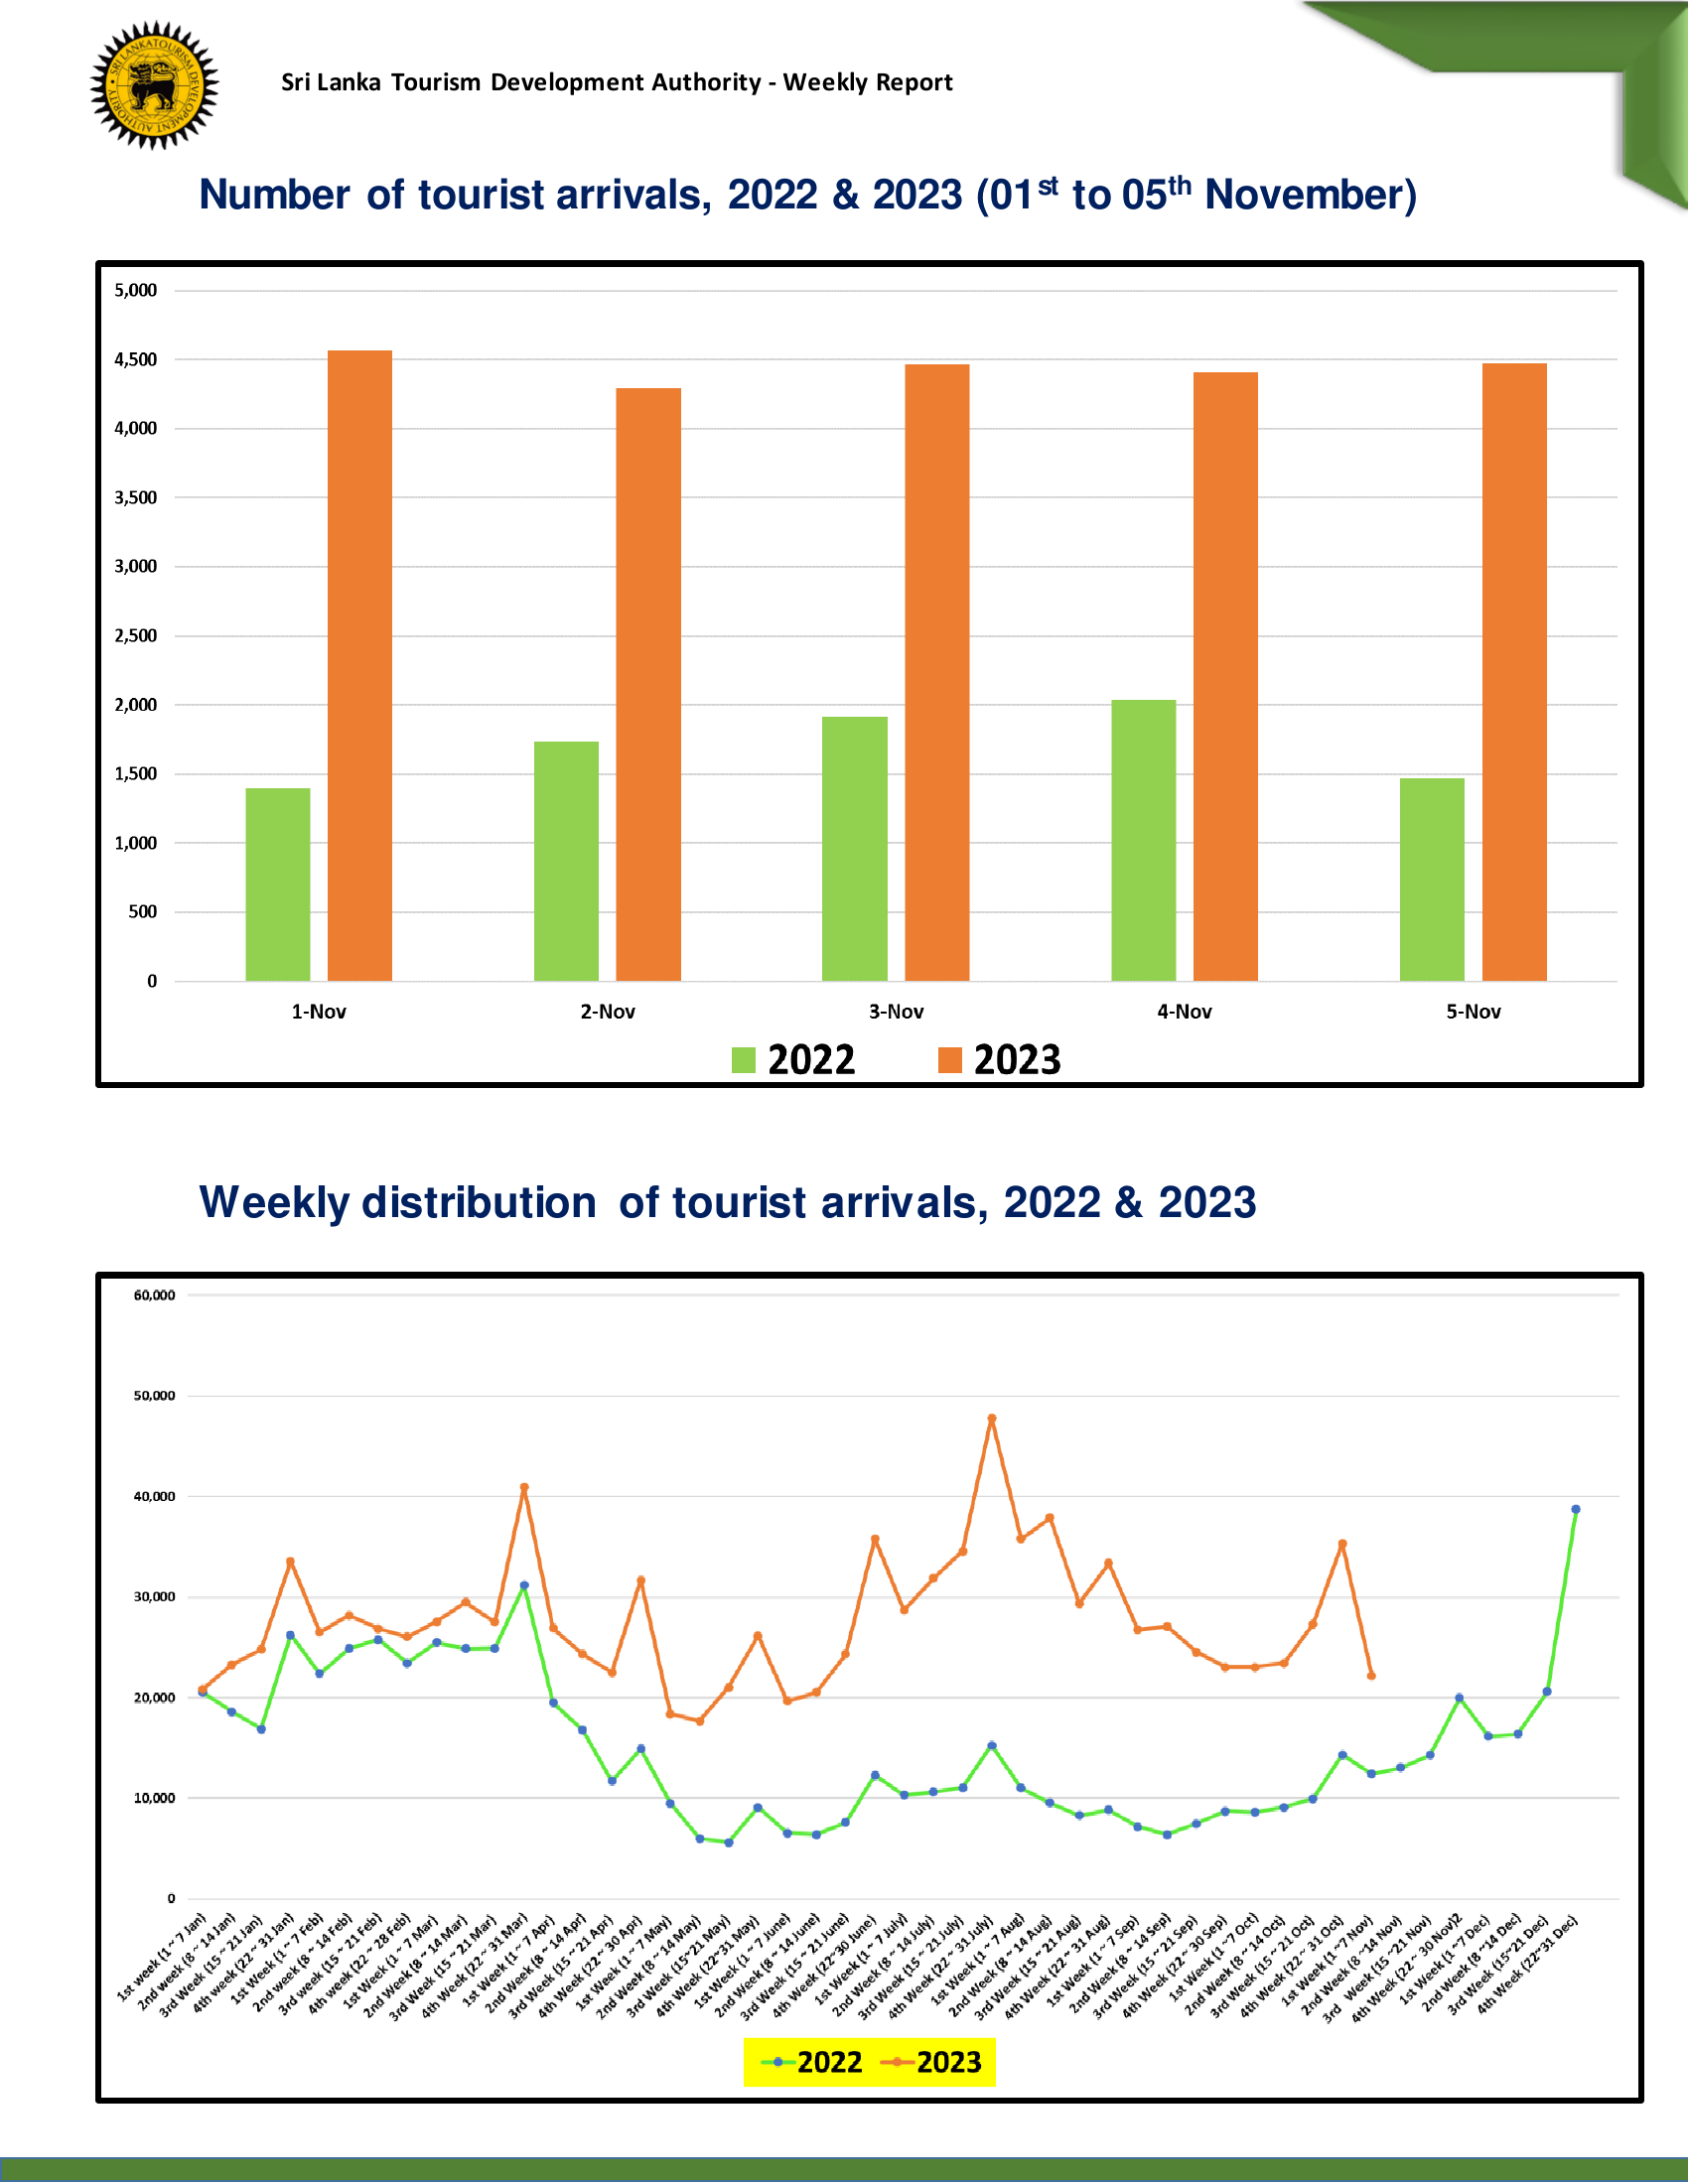 SRI LANKA TOURISM DEVELOPMENT AUTHORITY
Sri Lanka Tourism Development Authority - Weekly Report
Number of tourist arrivals, 2022 & 2023 (01st to 05th November)
5,000
4,500
4,000
3,500
3,000
2,500
2,000
1,500
1,000
500
0
1-Nov
2-Nov
3-Nov
4-Nov
5-Nov
2022
2023
Weekly distribution of tourist arrivals, 2022 & 2023
60,000
50,000
40,000
30,000
20,000
10,000
0
1st week (1 ~ 7 Jan)
2nd week (8 ~ 14 Jan)
3rd Week (15 ~ 21 Jan)
4th week (22 ~ 31 Jan)
1st Week (1 ~ 7 Feb)
2nd week (8 ~ 14 Feb)
3rd week (15 ~ 21 Feb)
4th week (22 ~ 28 Feb)
1st Week (1 ~ 7 Mar)
2nd Week (8 ~ 14 Mar)
3rd Week (15 ~ 21 Mar)
4th Week (22 ~ 31 Mar)
1st Week (1 ~ 7 Apr)
2nd Week (8 ~ 14 Apr)
3rd Week (15 ~ 21 Apr)
4th Week (22 ~ 30 Apr)
1st Week (1 ~ 7 May)
2nd Week (8 ~ 14 May)
3rd Week (15~21 May)
4th Week (22~31 May)
1st Week (1 ~ 7 June)
2nd Week (8 ~ 14 June)
3rd Week (15 ~ 21 June)
4th Week (22~30 June)
1st Week (1 ~ 7 July)
2nd Week (8 ~ 14 July)
3rd Week (15 ~ 21 July)
4th Week (22 ~ 31 July)
1st Week (1 ~ 7 Aug)
2nd Week (8 ~ 14 Aug)
3rd Week (15 ~ 21 Aug)
4th Week (22 ~ 31 Aug)
1st Week (1 ~ 7 Sep)
2nd Week (8 ~ 14 Sep)
3rd Week (15 ~ 21 Sep)
4th Week (22 ~ 30 Sep)
1st Week (1~7 Oct)
2nd Week (8 ~ 14 Oct)
3rd Week (15 ~ 21 Oct)
4th Week (22 ~ 31 Oct)
1st Week (1 ~7 Nov)
2nd Week (8 ~14 Nov)
3rd Week (15 ~21 Nov)
4th Week (22 ~ 30 Nov)2
1st Week (1~7 Dec)
2nd Week (8 ~14 Dec)
3rd Week (15~21 Dec)
4th Week (22~31 Dec)
2022
2023